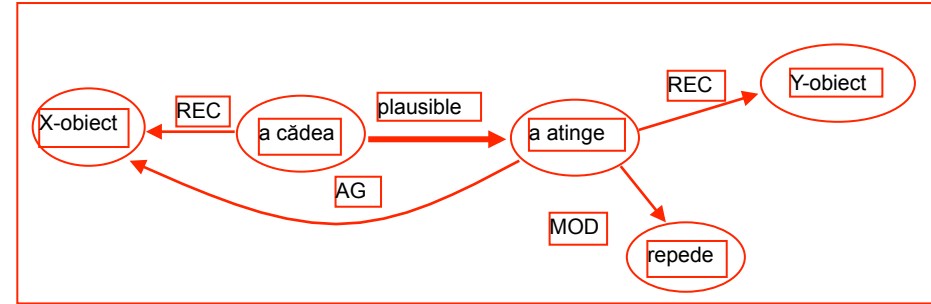 X-obiect
REC
a cădea
plausible
a atinge
REC
Y-obiect
AG
MOD
repede